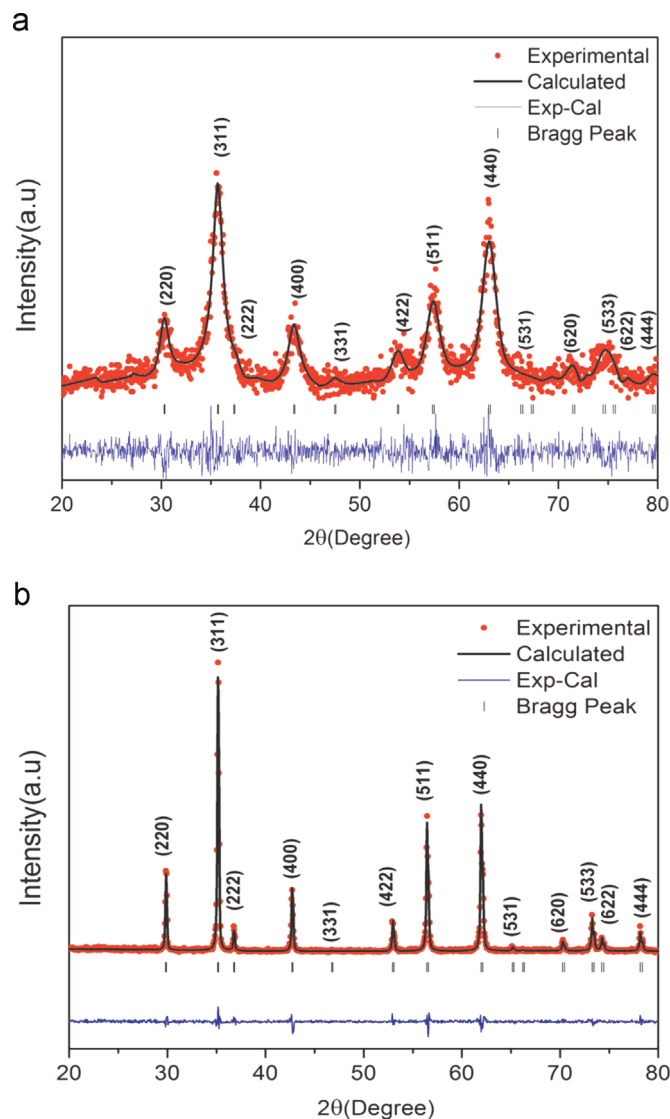 a
Experimental
Calculated
Exp-Cal
Bragg Peak
(220)
(311)
(222)
(400)
(331)
(422)
(511)
(440)
(531)
(620)
(533)
(622)
(444)
Intensity(a.u)
20 30 40 50 60 70 80
2θ(Degree)
b
Experimental
Calculated
Exp-Cal
Bragg Peak
(220)
(311)
(222)
(400)
(331)
(422)
(511)
(440)
(531)
(620)
(533)
(622)
(444)
Intensity(a.u)
20 30 40 50 60 70 80
2θ(Degree)